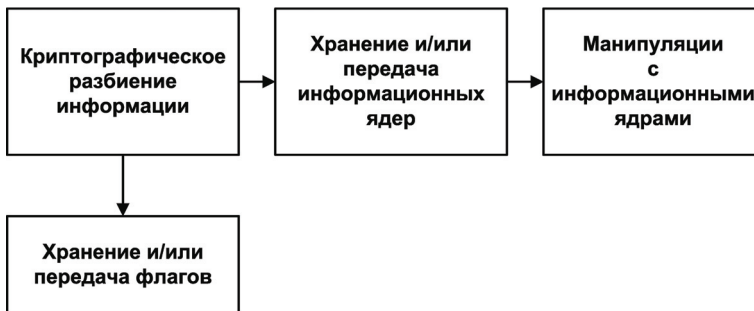 Криптографическое
разбиение
информации
Хранение и/или
передача
информационных
ядер
Манипуляции
с
информационными
ядрами
Хранение и/или
передача флагов